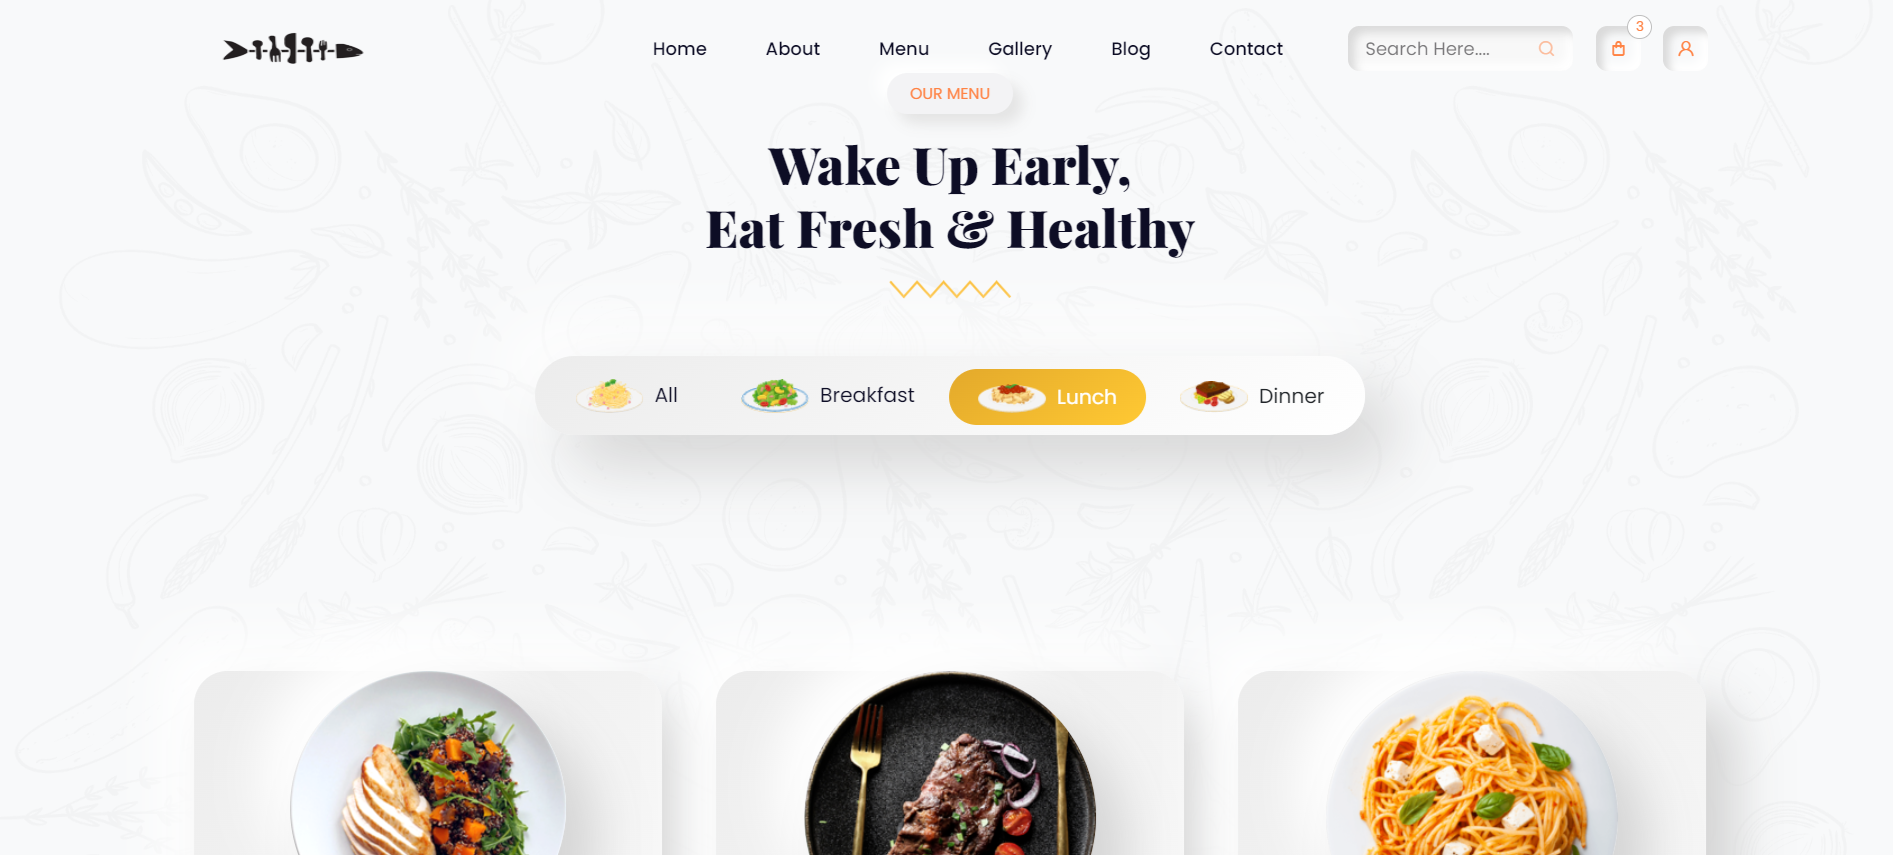 Home About Menu Gallery Blog Contact Search Here.... 3
OUR MENU
Wake Up Early,
Eat Fresh & Healthy
All Breakfast Lunch Dinner